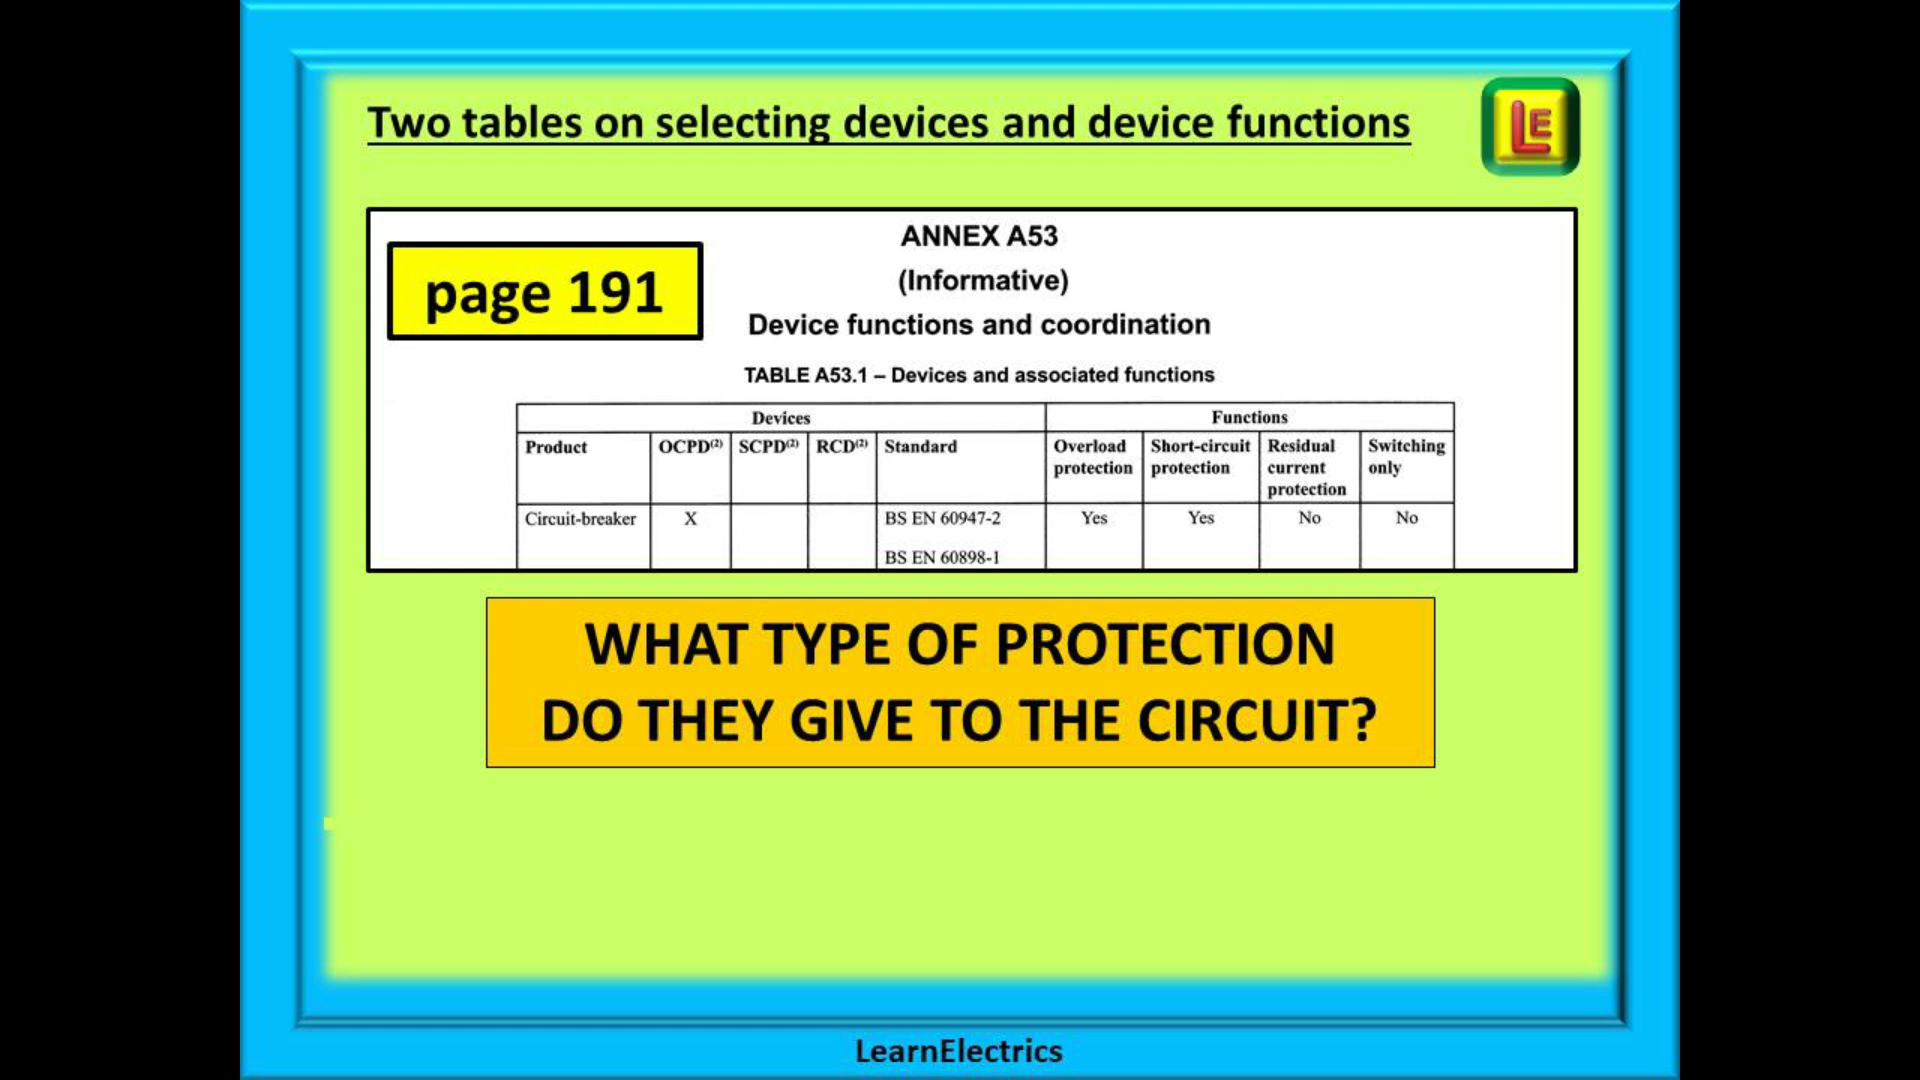 Two tables on selecting devices and device functions
LE
page 191
ANNEX A53
(Informative)
Device functions and coordination
TABLE A53.1 – Devices and associated functions
Devices Functions
Product OCPD(2) SCPD(2) RCD(2) Standard Overload protection Short-circuit protection Residual current protection Switching only
Circuit-breaker X BS EN 60947-2 Yes Yes No No
BS EN 60898-1
WHAT TYPE OF PROTECTION
DO THEY GIVE TO THE CIRCUIT?
LearnElectrics